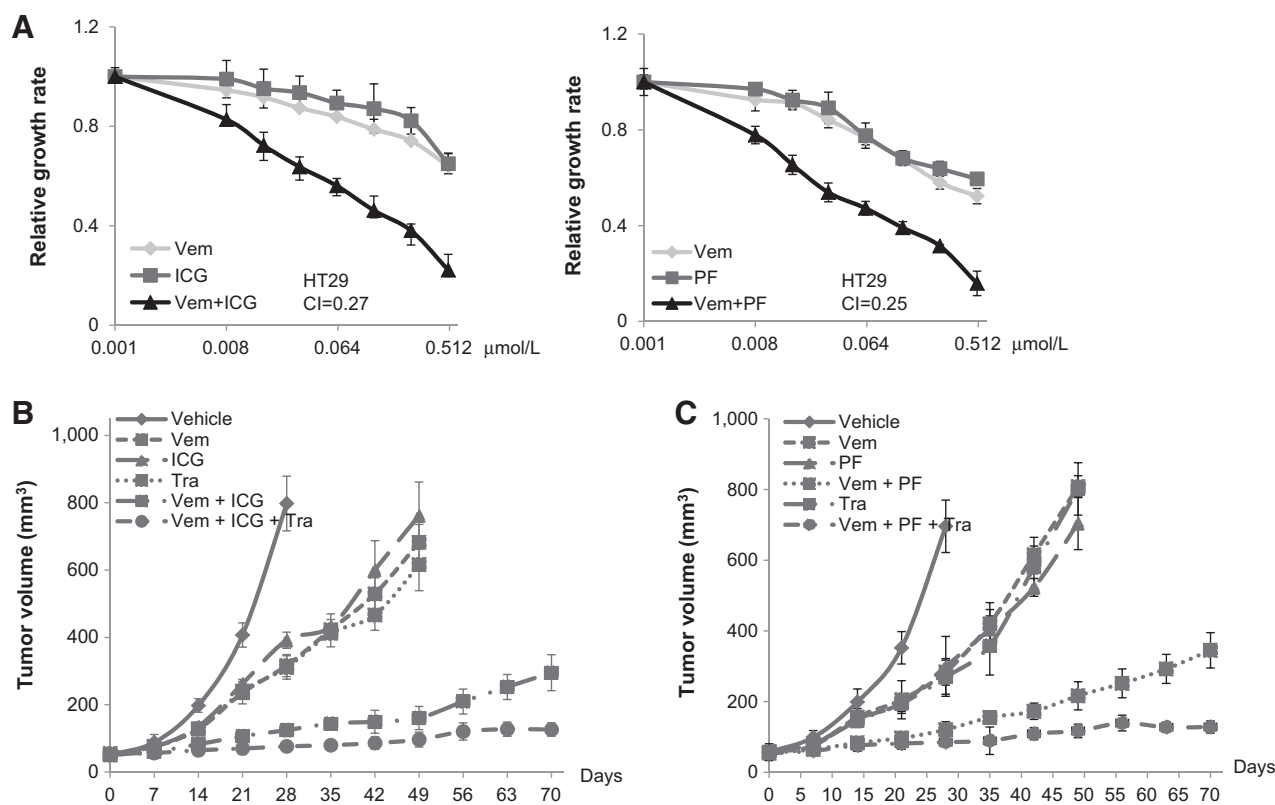 A
1.2
0.8
0.4
0
Relative growth rate
Vem
ICG
Vem+ICG
HT29
CI=0.27
0.001 0.008 0.064 0.512 μmol/L
1.2
0.8
0.4
0
Relative growth rate
Vem
PF
Vem+PF
HT29
CI=0.25
0.001 0.008 0.064 0.512 μmol/L
B
1,000
800
600
400
200
0
Tumor volume (mm³)
Vehicle
Vem
ICG
Tra
Vem + ICG
Vem + ICG + Tra
0 7 14 21 28 35 42 49 56 63 70 Days
C
1,000
800
600
400
200
0
Tumor volume (mm³)
Vehicle
Vem
PF
Vem + PF
Tra
Vem + PF + Tra
0 5 10 15 20 25 30 35 40 45 50 55 60 65 70 Days